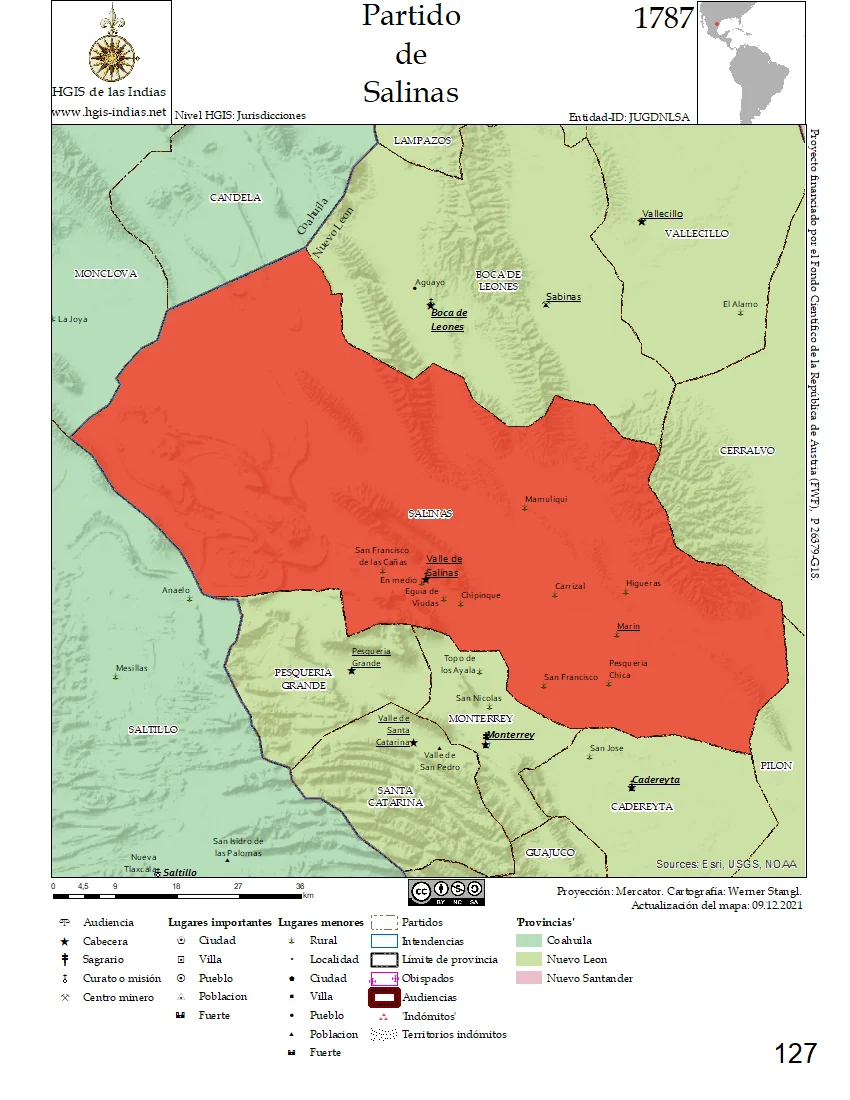 Partido
de
Salinas
1787
HGIS de las Indias
www.hgis-indias.net
Nivel HGIS: Jurisdicciones
Entidad-ID: JUGDNLSA
Proyecto financiado por el Fondo Científico de la República de Austria (FWF), P 26379-G18.
LAMPAZOS
CANDELA
Coahuila
Nuevo Leon
Vallecillo
VALLECILLO
MONCLOVA
BOCA DE
LEONES
Aguayo
Boca de
Leones
Sabinas
El Alamo
La Joya
CERRALVO
Mamuliqui
SALINAS
San Francisco
de las Cañas
Valle de
Salinas
En medio
Eguia de
Viudas
Chipinque
Carrizal
Higueras
Anaelo
Marin
Mesillas
Pesqueria
Grande
PESQUERIA
GRANDE
Topo de
los Ayala
San Francisco
Pesqueria
Chica
San Nicolas
SALTILLO
Valle de
Santa
Catarina
MONTERREY
Monterrey
Valle de
San Pedro
San Jose
PILON
Cadereyta
CADEREYTA
SANTA
CATARINA
San Isidro de
las Palomas
GUAJUCO
Nueva
Tlaxcala
Saltillo
Sources: Esri, USGS, NOAA
0 4,5 9 18 27 36
km
cc BY NC SA
Proyección: Mercator. Cartografía: Werner Stangl.
Actualización del mapa: 09.12.2021
Audiencia
Cabecera
Sagrario
Curato o misión
Centro minero
Lugares importantes
Ciudad
Villa
Pueblo
Poblacion
Fuerte
Lugares menores
Rural
Localidad
Ciudad
Villa
Pueblo
Poblacion
Fuerte
Partidos
Intendencias
Límite de provincia
Obispados
Audiencias
'Indómitos'
Territorios indómitos
'Provincias'
Coahuila
Nuevo Leon
Nuevo Santander
127